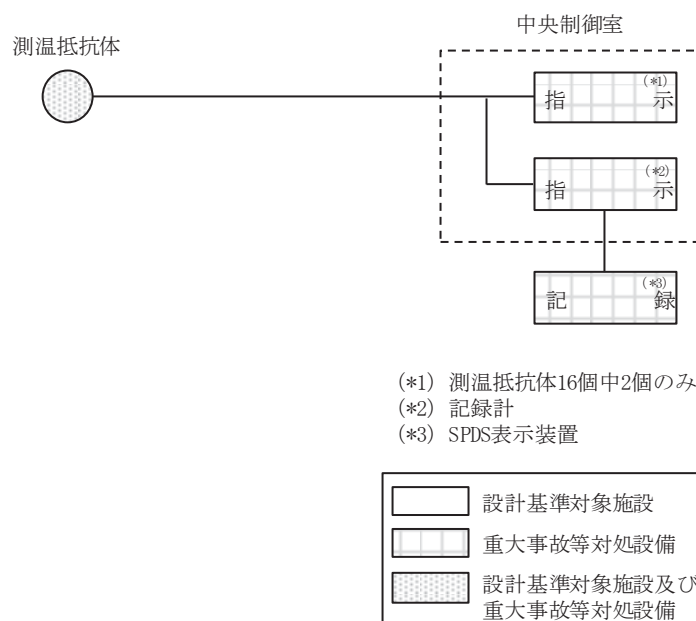 中央制御室
測温抵抗体
(*1)
指 示
(*2)
指 示
(*3)
記 録
(*1) 測温抵抗体16個中2個のみ
(*2) 記録計
(*3) SPDS表示装置
設計基準対象施設
重大事故等対処設備
設計基準対象施設及び
重大事故等対処設備